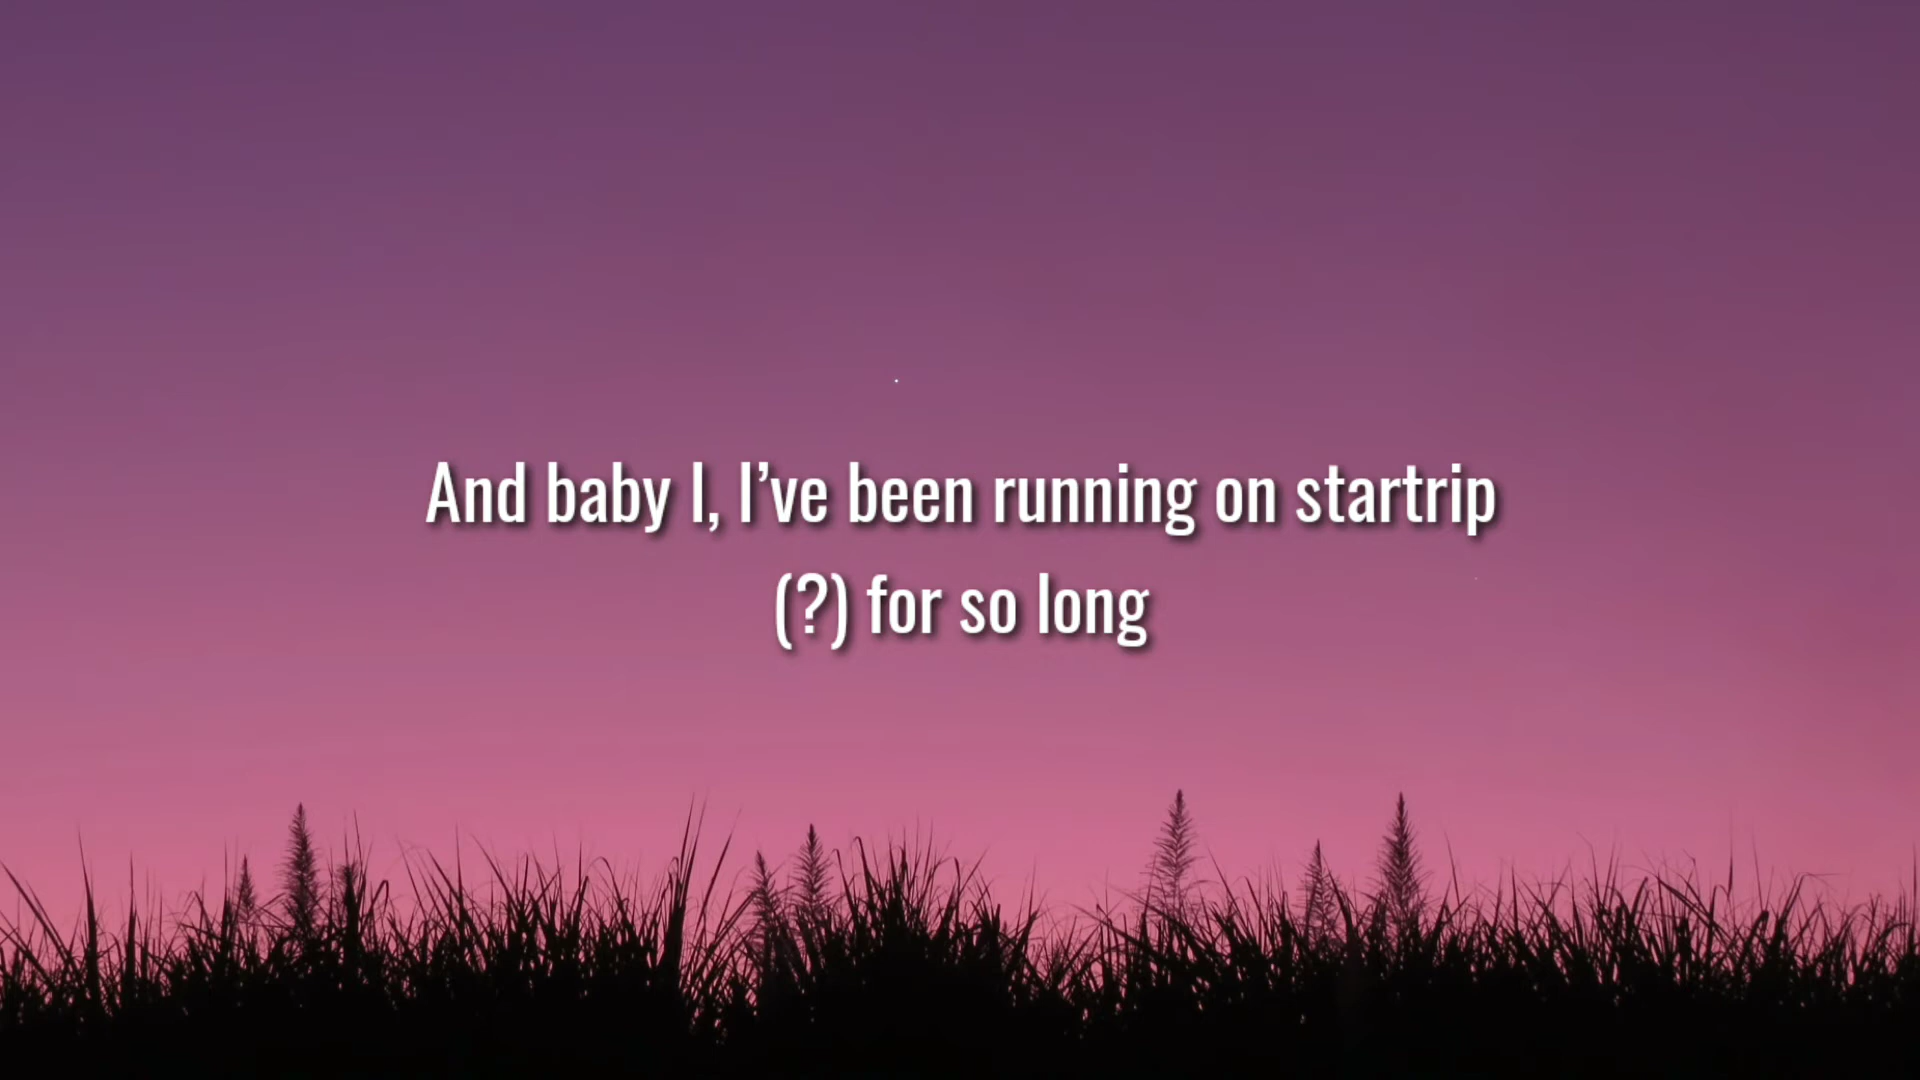 And baby I, I’ve been running on startrip
(?) for so long